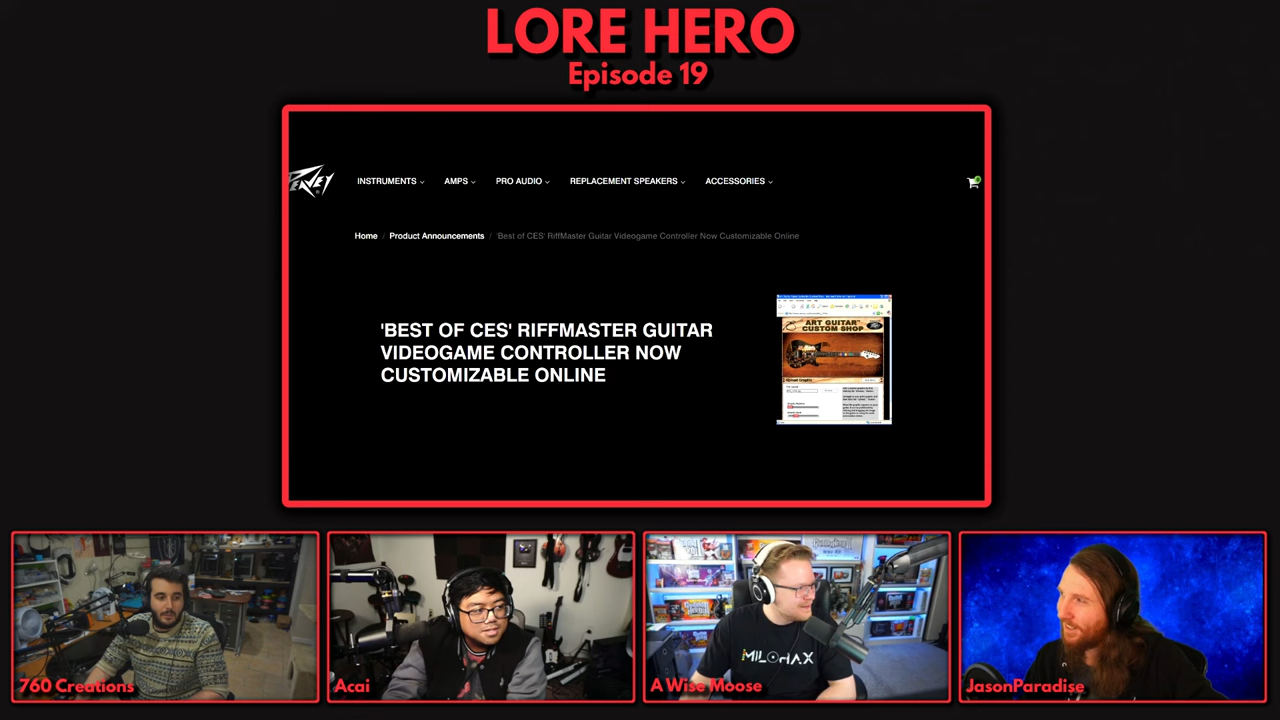 LORE HERO
Episode 19
PEAVEY
INSTRUMENTS AMPS PRO AUDIO REPLACEMENT SPEAKERS ACCESSORIES
Home / Product Announcements / 'Best of CES' RiffMaster Guitar Videogame Controller Now Customizable Online
'BEST OF CES' RIFFMASTER GUITAR
VIDEOGAME CONTROLLER NOW
CUSTOMIZABLE ONLINE
ART GUITAR
CUSTOM SHOP
MILOHAX
760 Creations
Acai
A Wise Moose
JasonParadise